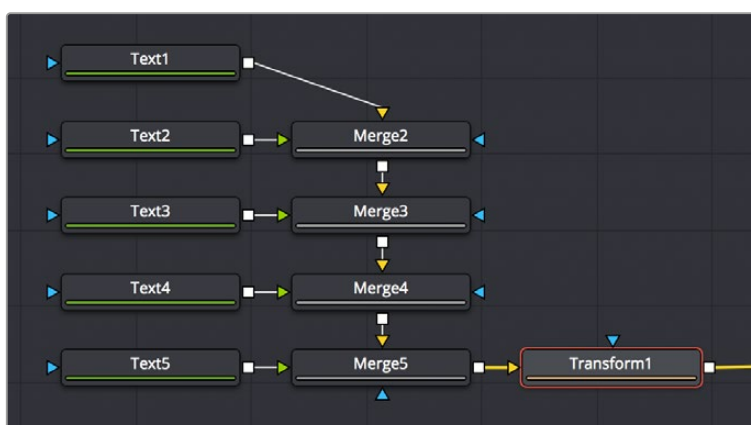 Text1
Text2 Merge2
Text3 Merge3
Text4 Merge4
Text5 Merge5 Transform1